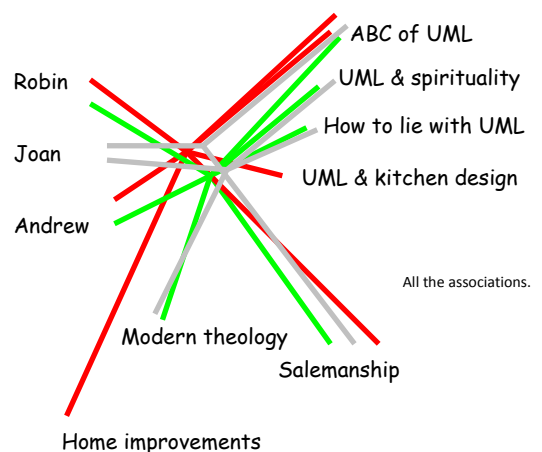 ABC of UML
Robin
UML & spirituality
How to lie with UML
Joan
UML & kitchen design
Andrew
All the associations.
Modern theology
Salemanship
Home improvements